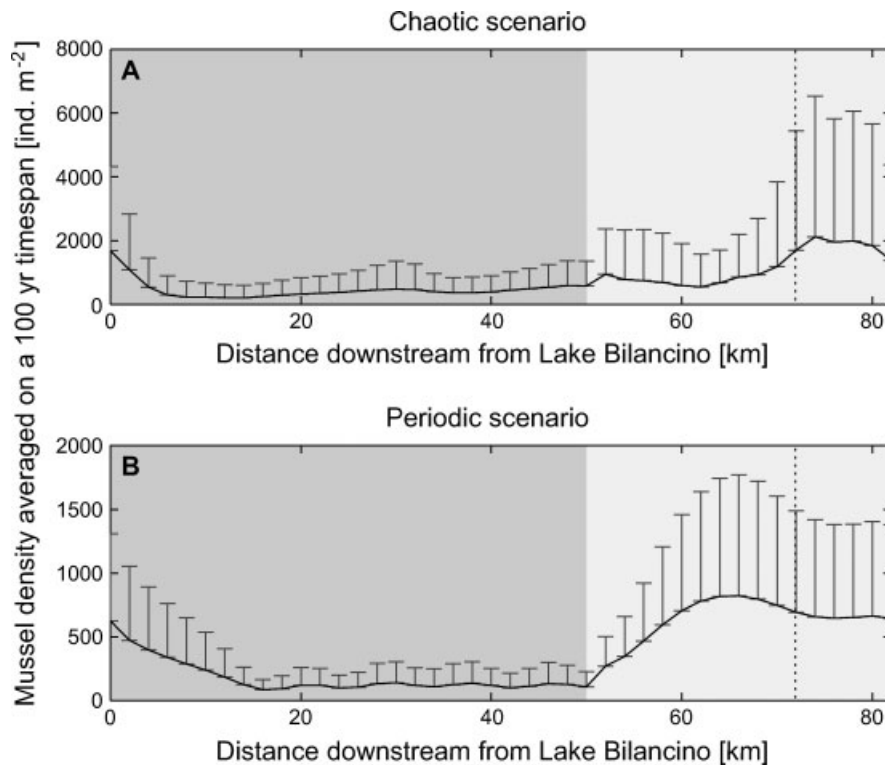 Chaotic scenario
Mussel density averaged on a 100 yr timespan [ind. m⁻²]
A
8000
6000
4000
2000
0
0 20 40 60 80
Distance downstream from Lake Bilancino [km]
Periodic scenario
B
2000
1500
1000
500
0
0 20 40 60 80
Distance downstream from Lake Bilancino [km]